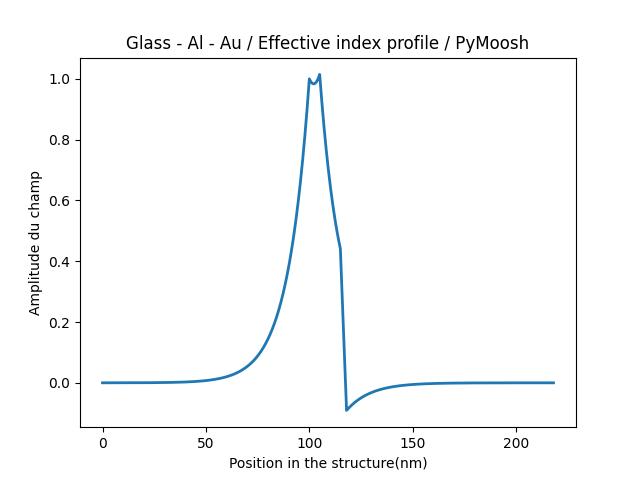 Glass - Al - Au / Effective index profile / PyMoosh
Amplitude du champ
1.0
0.8
0.6
0.4
0.2
0.0
0 50 100 150 200
Position in the structure(nm)